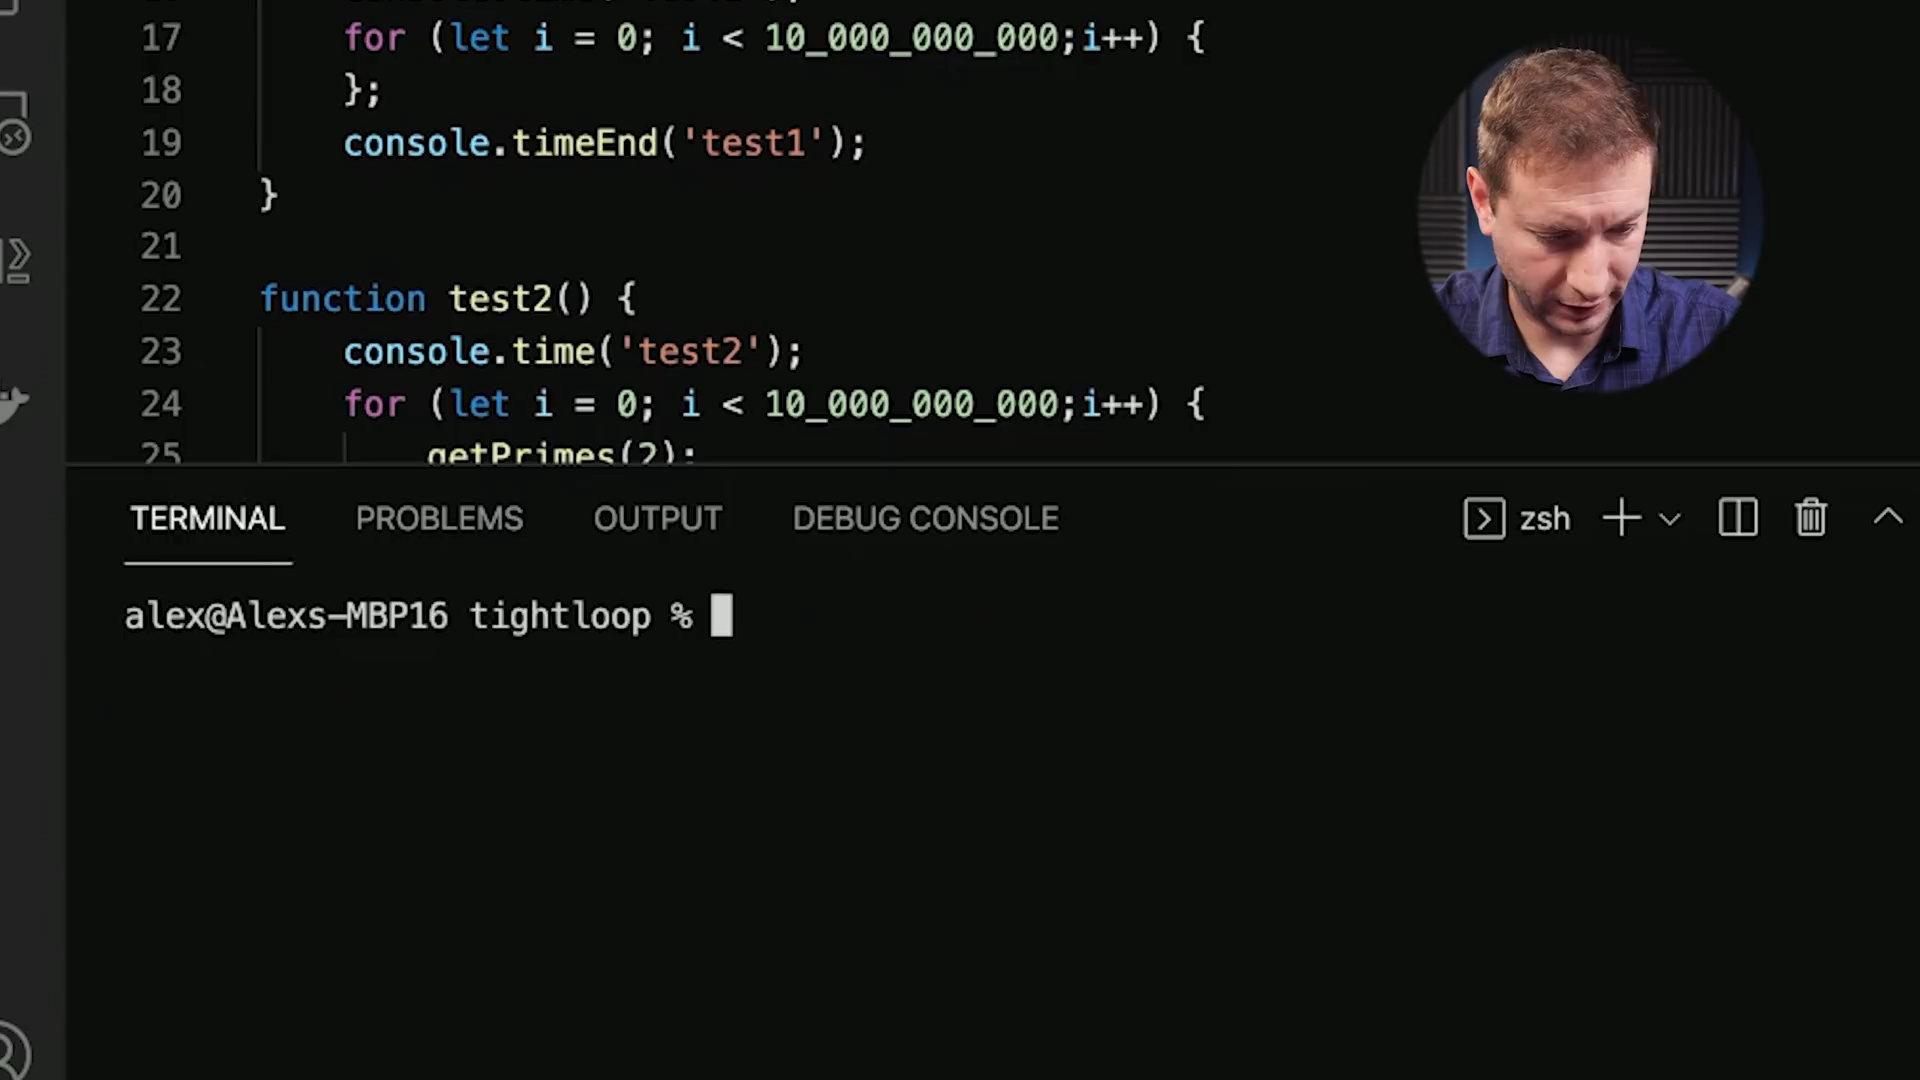 17 for (let i = 0; i < 10_000_000_000;i++) {
18 };
19 console.timeEnd('test1');
20 }
21
22 function test2() {
23 console.time('test2');
24 for (let i = 0; i < 10_000_000_000;i++) {
25 getPrimes(2);
TERMINAL PROBLEMS OUTPUT DEBUG CONSOLE zsh
alex@Alexs-MBP16 tightloop %